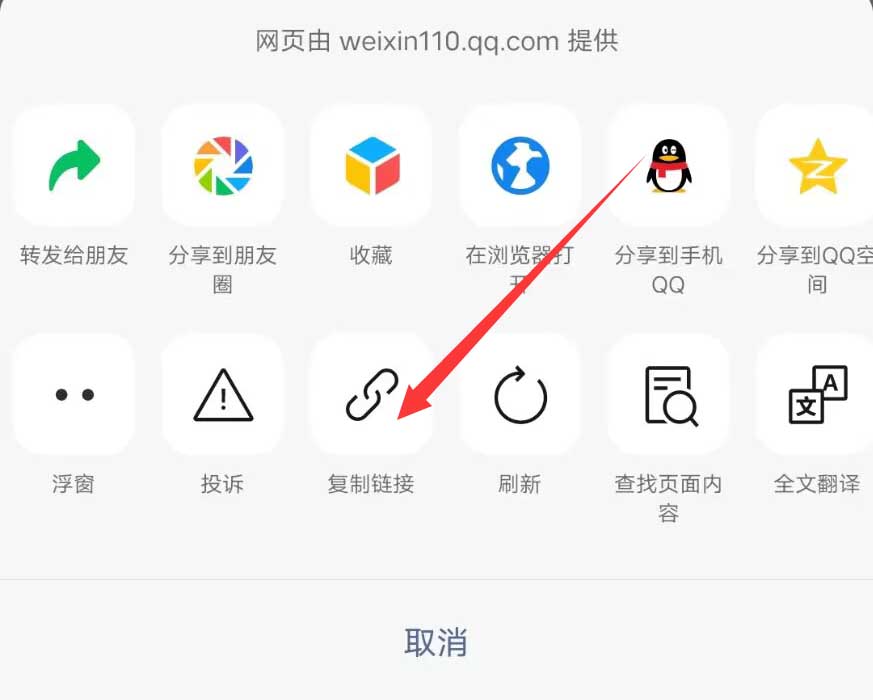 网页由 weixin110.qq.com 提供
转发给朋友
分享到朋友
圈
收藏
在浏览器打
开
分享到手机
QQ
分享到QQ空
间
浮窗
投诉
复制链接
刷新
查找页面内
容
文
A
全文翻译
取消